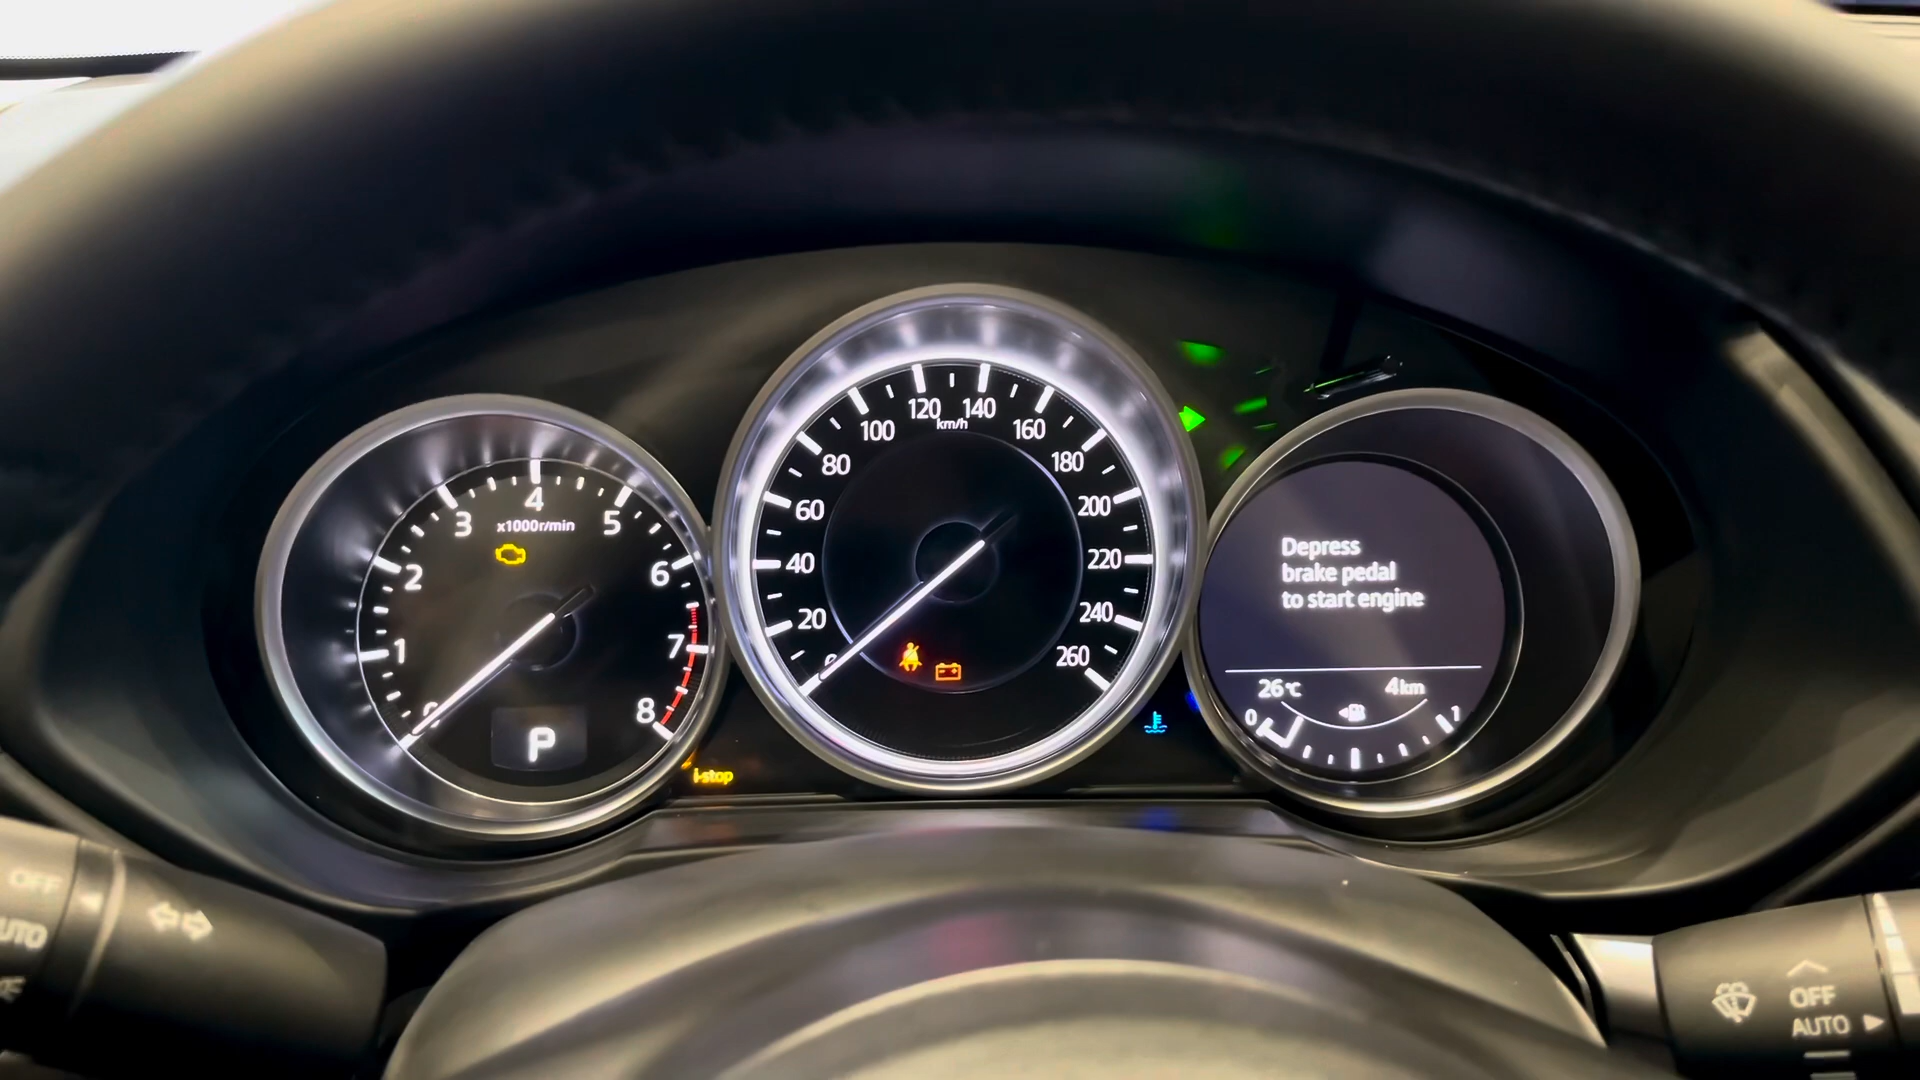 120 140
km/h
100 160
80 180
60 200
40 220
20 240
0 260
4
3 5
x1000r/min
2 6
1 7
0 8
P
i-stop
Depress
brake pedal
to start engine
26℃ 4km
0 1
OFF
AUTO
OFF
AUTO